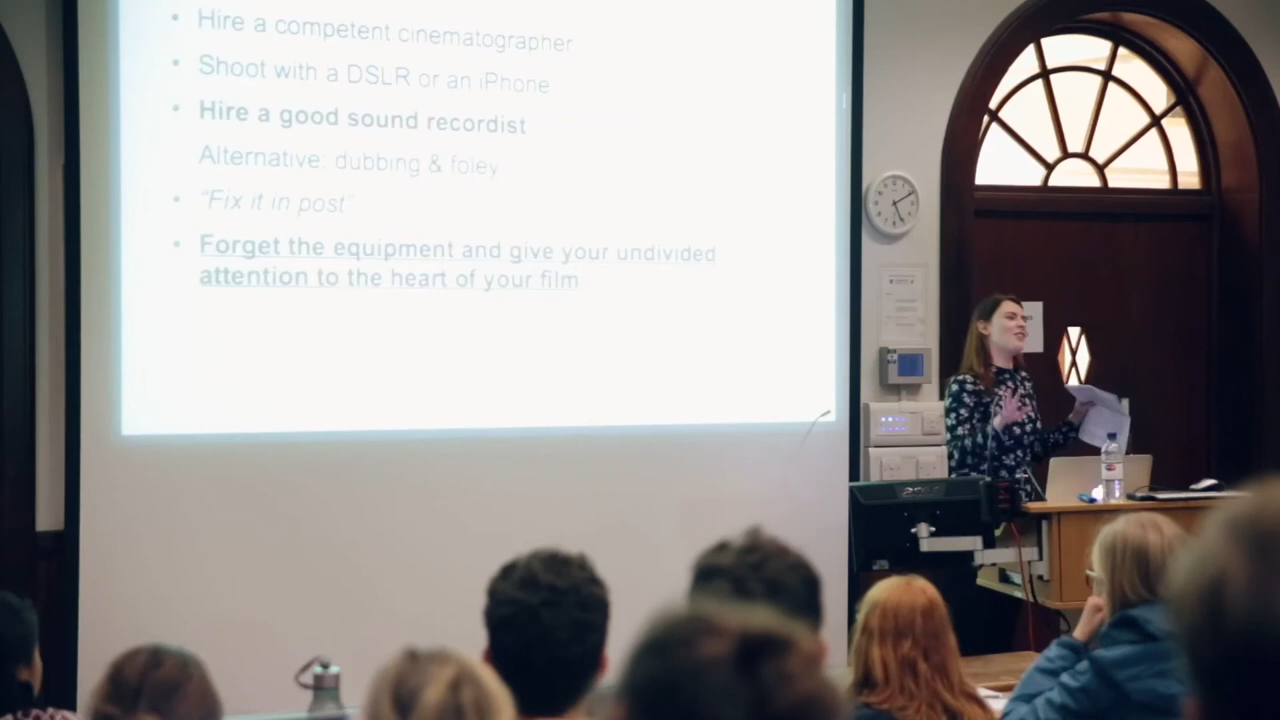 • Hire a competent cinematographer
• Shoot with a DSLR or an iPhone
• Hire a good sound recordist
Alternative: dubbing & foley
• “Fix it in post”
• Forget the equipment and give your undivided
attention to the heart of your film